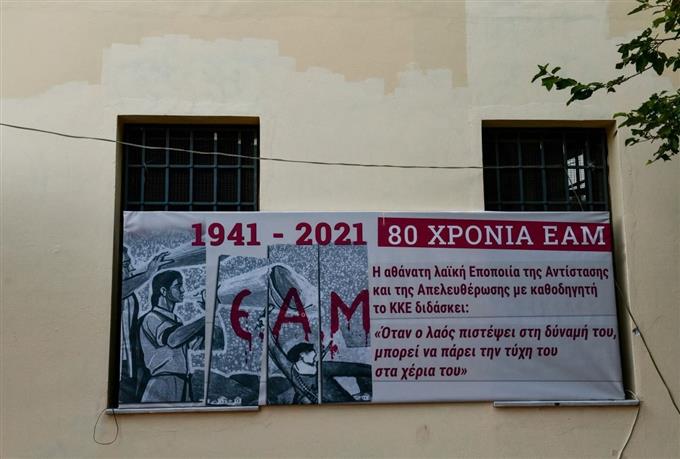 1941 - 2021
80 ΧΡΟΝΙΑ ΕΑΜ
Η αθάνατη λαϊκή Εποποιία της Αντίστασης
και της Απελευθέρωσης με καθοδηγητή
το ΚΚΕ διδάσκει:
«Όταν ο λαός πιστέψει στη δύναμή του,
μπορεί να πάρει την τύχη του
στα χέρια του»
Ε.Α.Μ